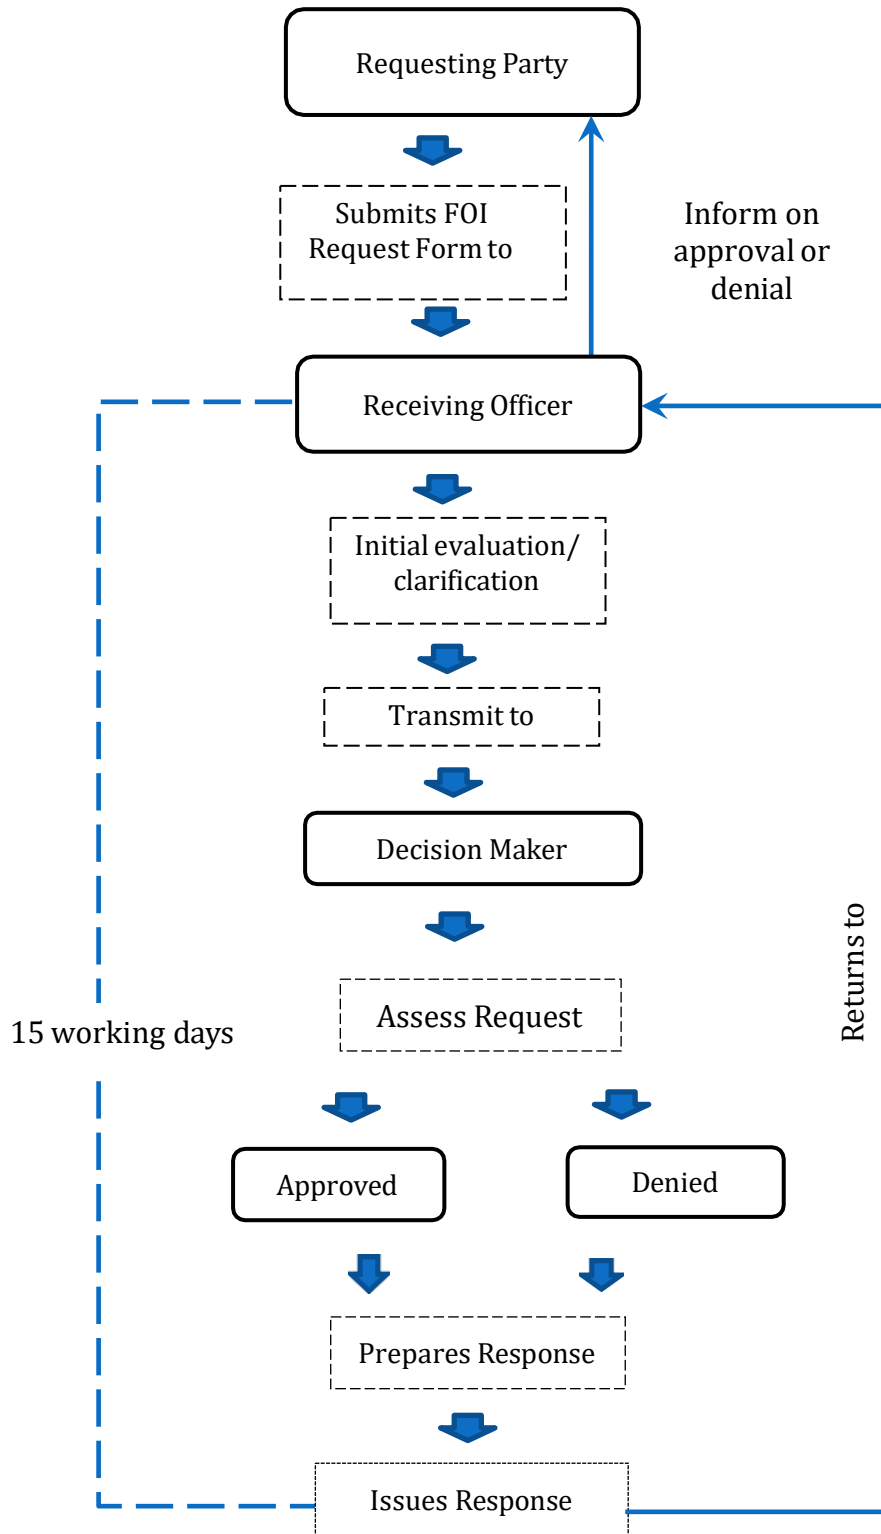 Requesting Party
Submits FOI
Request Form to
Inform on
approval or
denial
Receiving Officer
Initial evaluation/
clarification
Transmit to
Decision Maker
Assess Request
15 working days
Returns to
Approved
Denied
Prepares Response
Issues Response